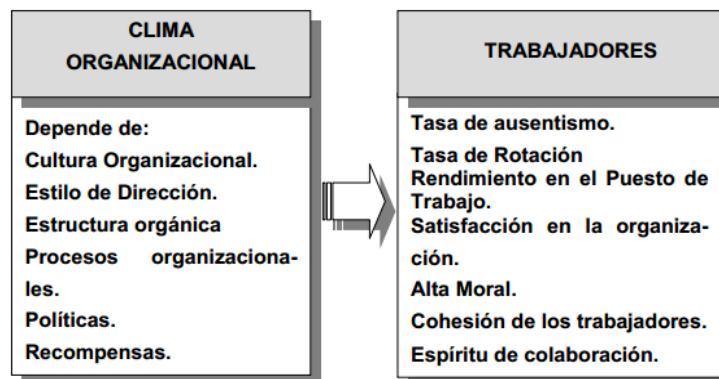 CLIMA
ORGANIZACIONAL
Depende de:
Cultura Organizacional.
Estilo de Dirección.
Estructura orgánica
Procesos organizaciona-
les.
Políticas.
Recompensas.
TRABAJADORES
Tasa de ausentismo.
Tasa de Rotación
Rendimiento en el Puesto de
Trabajo.
Satisfacción en la organiza-
ción.
Alta Moral.
Cohesión de los trabajadores.
Espíritu de colaboración.